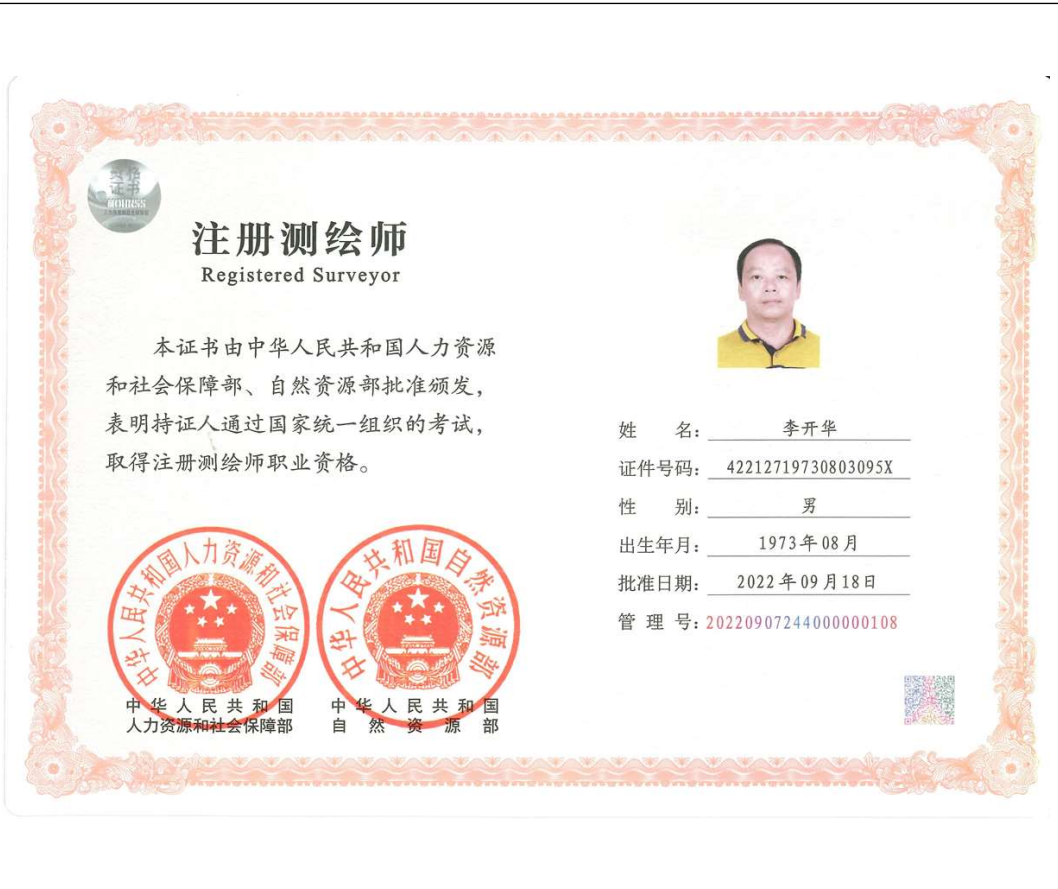 资格
证书
MOHRSS
注册测绘师
Registered Surveyor
本证书由中华人民共和国人力资源
和社会保障部、自然资源部批准颁发，
表明持证人通过国家统一组织的考试，
取得注册测绘师职业资格。
姓 名：李开华
证件号码：42212719730803095X
性 别：男
出生年月：1973年08月
批准日期：2022年09月18日
管 理 号：20220907244000000108
中华人民共和国人力资源和社会保障部
中华人民共和国自然资源部
中华人民共和国
人力资源和社会保障部
中华人民共和国
自然资源部